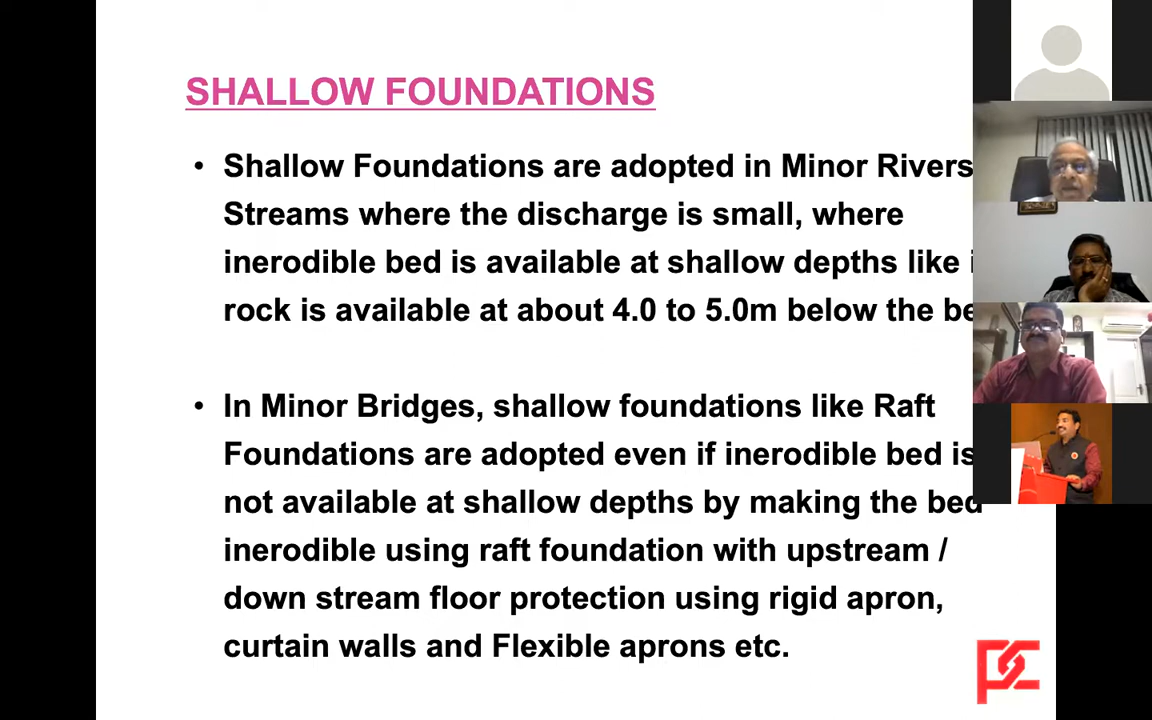 SHALLOW FOUNDATIONS
• Shallow Foundations are adopted in Minor Rivers
Streams where the discharge is small, where
inerodible bed is available at shallow depths like
rock is available at about 4.0 to 5.0m below the
• In Minor Bridges, shallow foundations like Raft
Foundations are adopted even if inerodible bed is
not available at shallow depths by making the bed
inerodible using raft foundation with upstream /
down stream floor protection using rigid apron,
curtain walls and Flexible aprons etc.